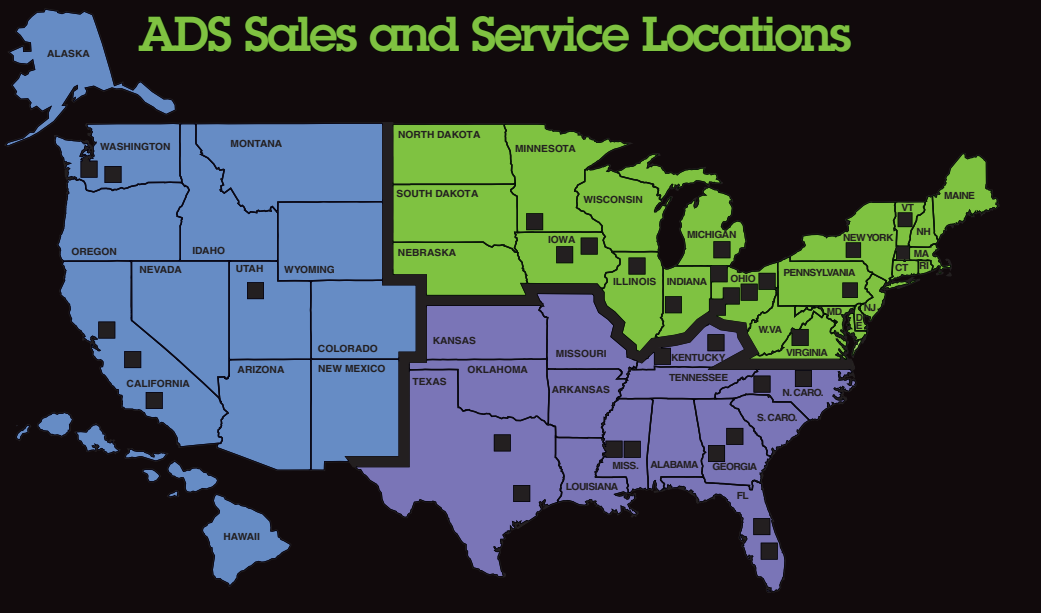 ADS Sales and Service Locations
ALASKA
WASHINGTON
MONTANA
NORTH DAKOTA
MINNESOTA
SOUTH DAKOTA
WISCONSIN
MAINE
VT
NH
OREGON
IDAHO
WYOMING
NEBRASKA
IOWA
MICHIGAN
NEW YORK
MA
CT
RI
NEVADA
UTAH
ILLINOIS
INDIANA
OHIO
PENNSYLVANIA
NJ
MD
D
E
CALIFORNIA
COLORADO
KANSAS
MISSOURI
KENTUCKY
W.VA
VIRGINIA
ARIZONA
NEW MEXICO
TEXAS
OKLAHOMA
ARKANSAS
TENNESSEE
N. CARO.
S. CARO.
MISS.
ALABAMA
GEORGIA
LOUISIANA
FL
HAWAII